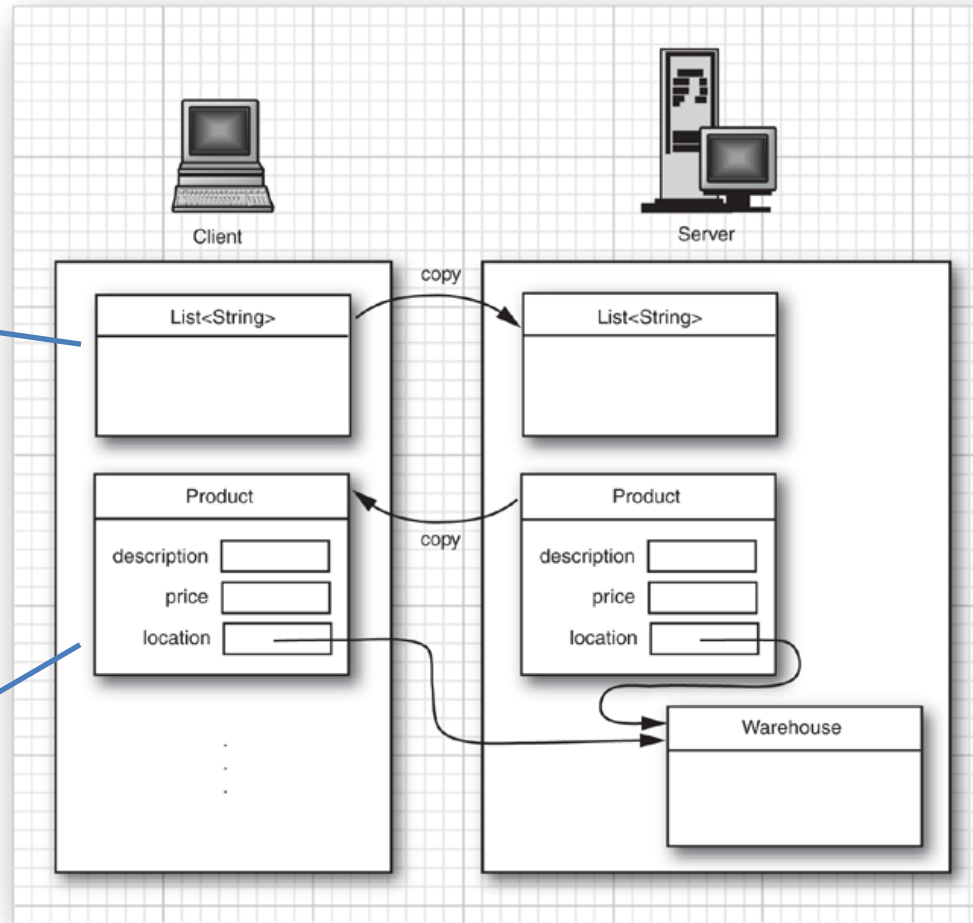 Client
Server
copy
List<String>
List<String>
Product
Product
copy
description
price
location
description
price
location
Warehouse